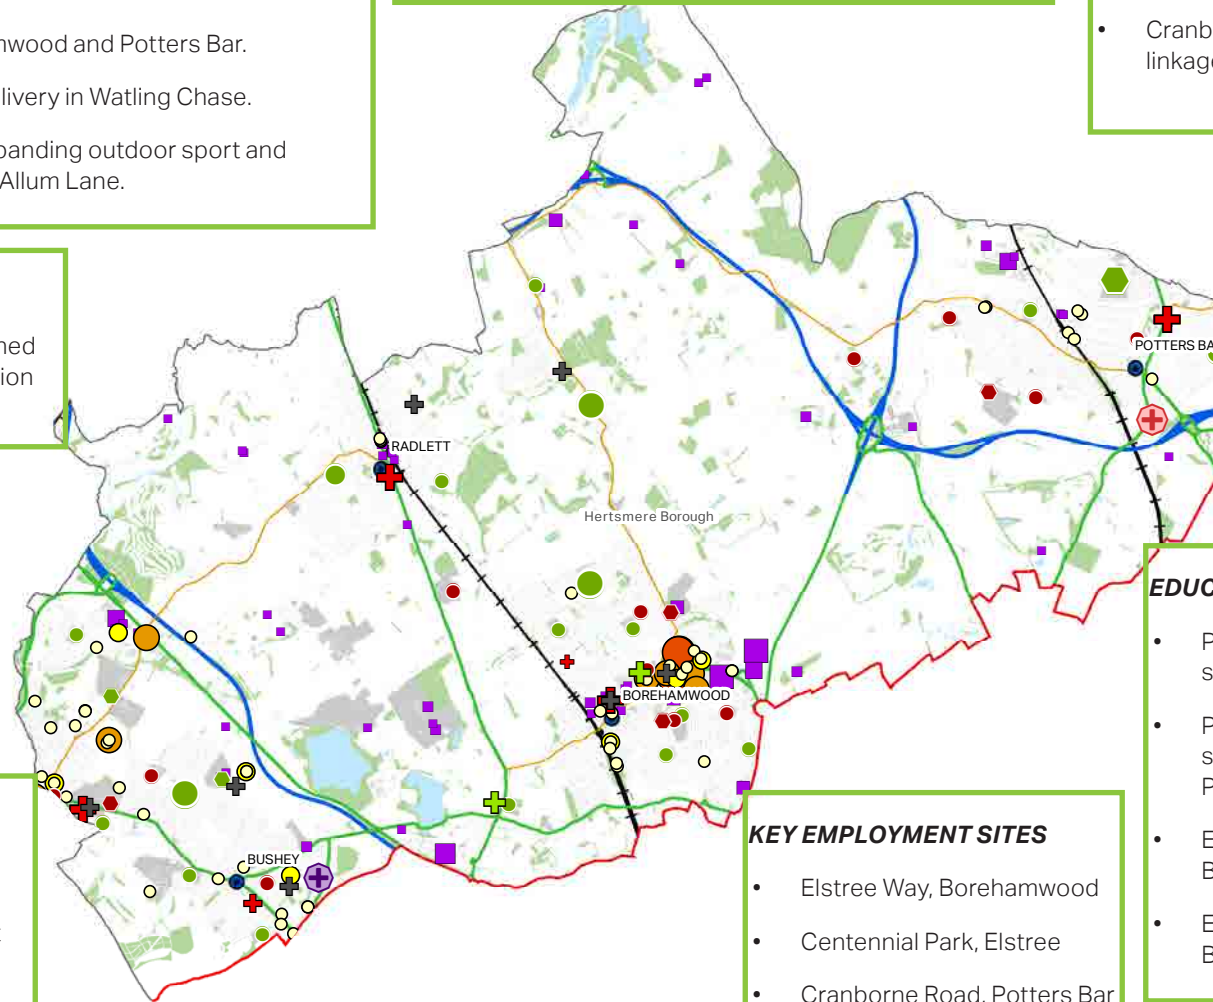 nwood and Potters Bar.
livery in Watling Chase.
panding outdoor sport and
Allum Lane.
• Cranb
linkage
ned
ion
RADLETT
POTTERS BA
Hertsmere Borough
BOREHAMWOOD
BUSHEY
EDUC
• P
s
• P
s
P
• E
B
• E
B
KEY EMPLOYMENT SITES
• Elstree Way, Borehamwood
• Centennial Park, Elstree
• Cranborne Road, Potters Bar